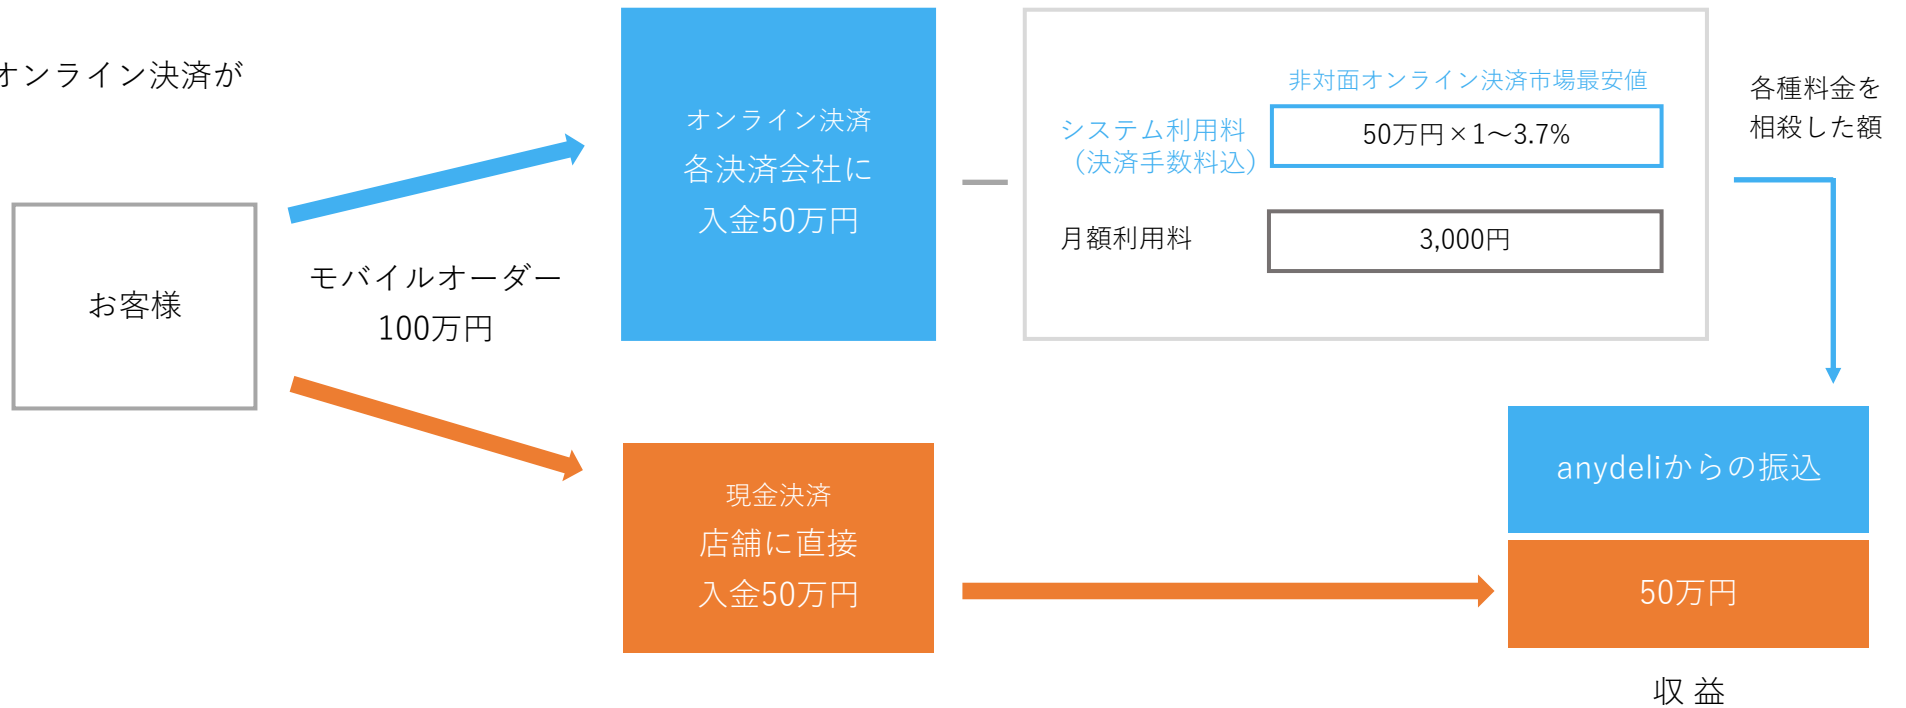 オンライン決済が
お客様
モバイルオーダー
100万円
オンライン決済
各決済会社に
入金50万円
現金決済
店舗に直接
入金50万円
非対面オンライン決済市場最安値
システム利用料
（決済手数料込）
50万円×1〜3.7%
月額利用料
3,000円
各種料金を
相殺した額
anydeliからの振込
50万円
収益